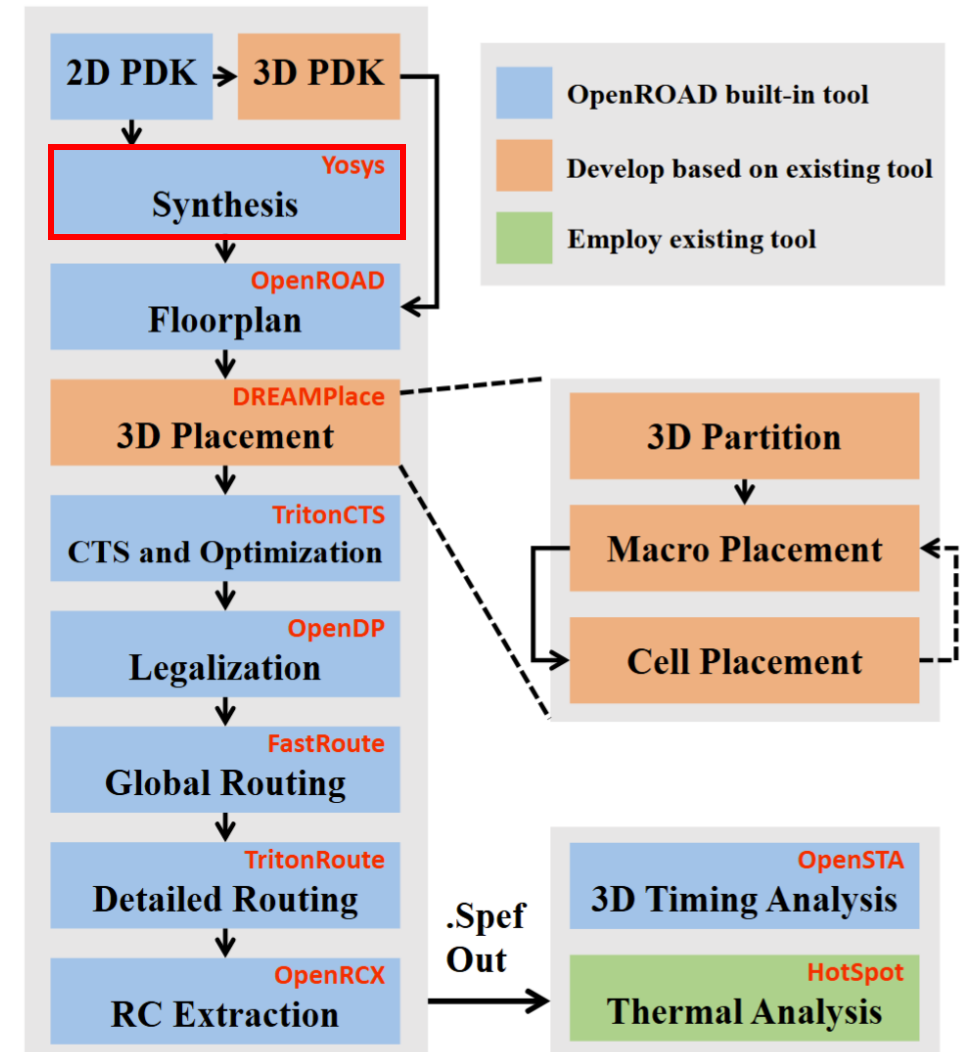 2D PDK
3D PDK
Yosys
Synthesis
OpenROAD
Floorplan
DREAMPlace
3D Placement
TritonCTS
CTS and Optimization
OpenDP
Legalization
FastRoute
Global Routing
TritonRoute
Detailed Routing
OpenRCX
RC Extraction
OpenROAD built-in tool
Develop based on existing tool
Employ existing tool
3D Partition
Macro Placement
Cell Placement
.Spef
Out
OpenSTA
3D Timing Analysis
HotSpot
Thermal Analysis